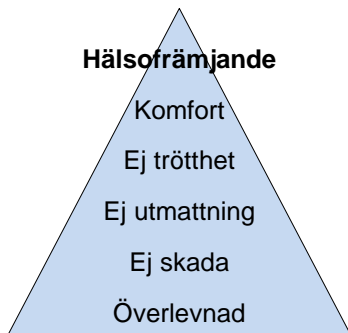 Hälsofrämjande
Komfort
Ej trötthet
Ej utmattning
Ej skada
Överlevnad